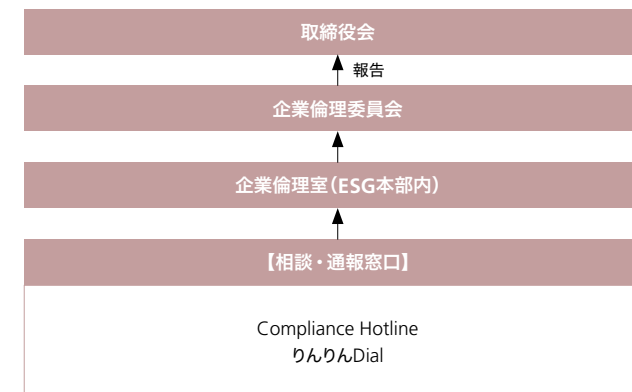 取締役会
報告
企業倫理委員会
企業倫理室（ESG本部内）
【相談・通報窓口】
Compliance Hotline
りんりんDial